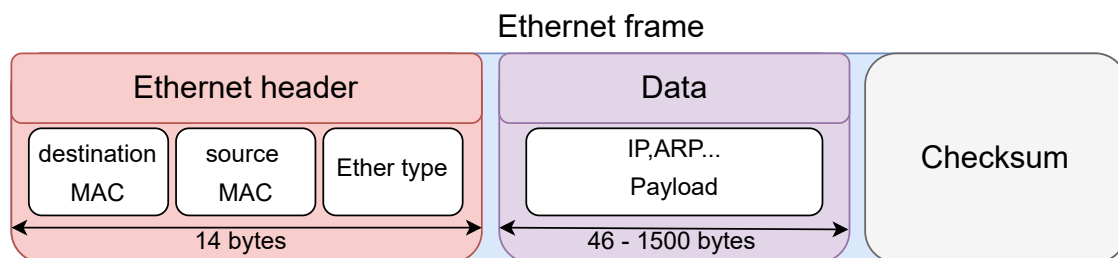 Ethernet frame
Ethernet header
Data
Checksum
destination
MAC
source
MAC
Ether type
IP,ARP...
Payload
14 bytes
46 - 1500 bytes